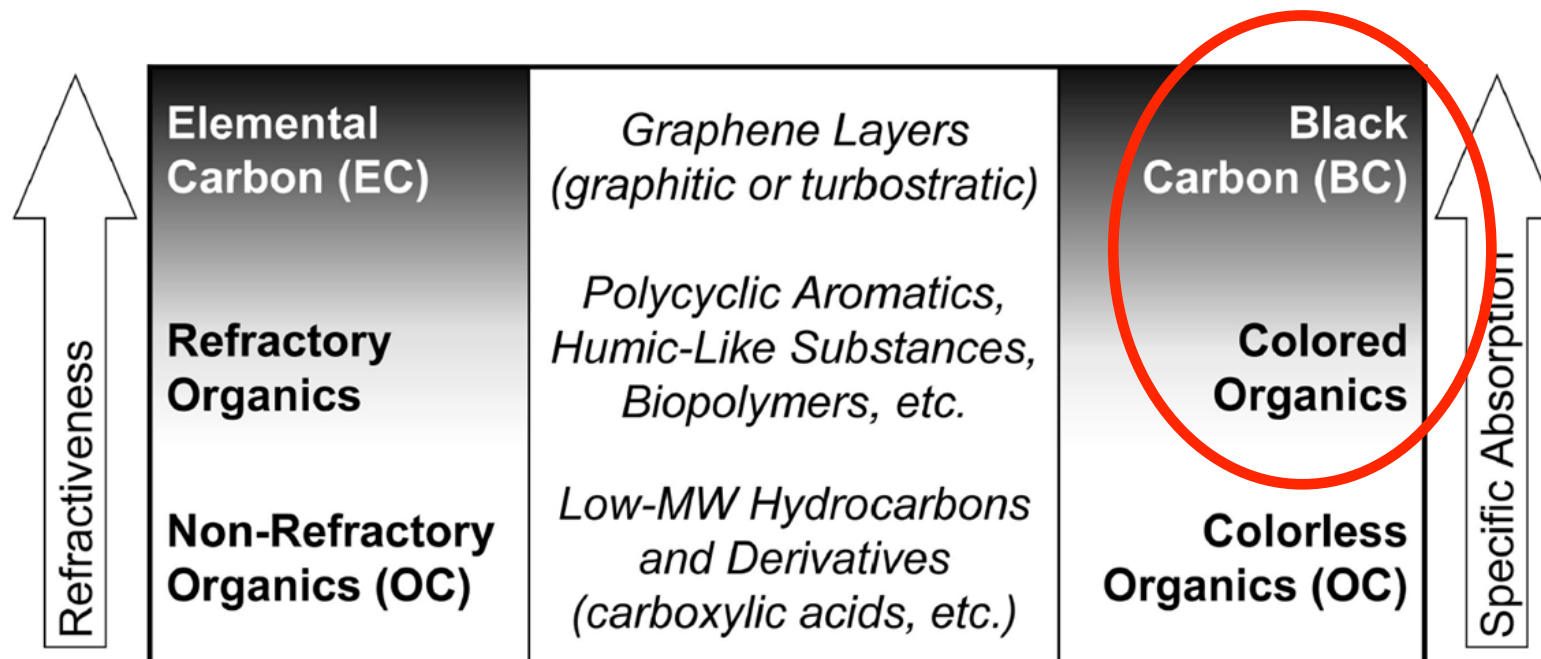 Refractiveness
Elemental
Carbon (EC)
Refractory
Organics
Non-Refractory
Organics (OC)
Graphene Layers
(graphitic or turbostratic)
Polycyclic Aromatics,
Humic-Like Substances,
Biopolymers, etc.
Low-MW Hydrocarbons
and Derivatives
(carboxylic acids, etc.)
Black
Carbon (BC)
Colored
Organics
Colorless
Organics (OC)
Specific Absorption